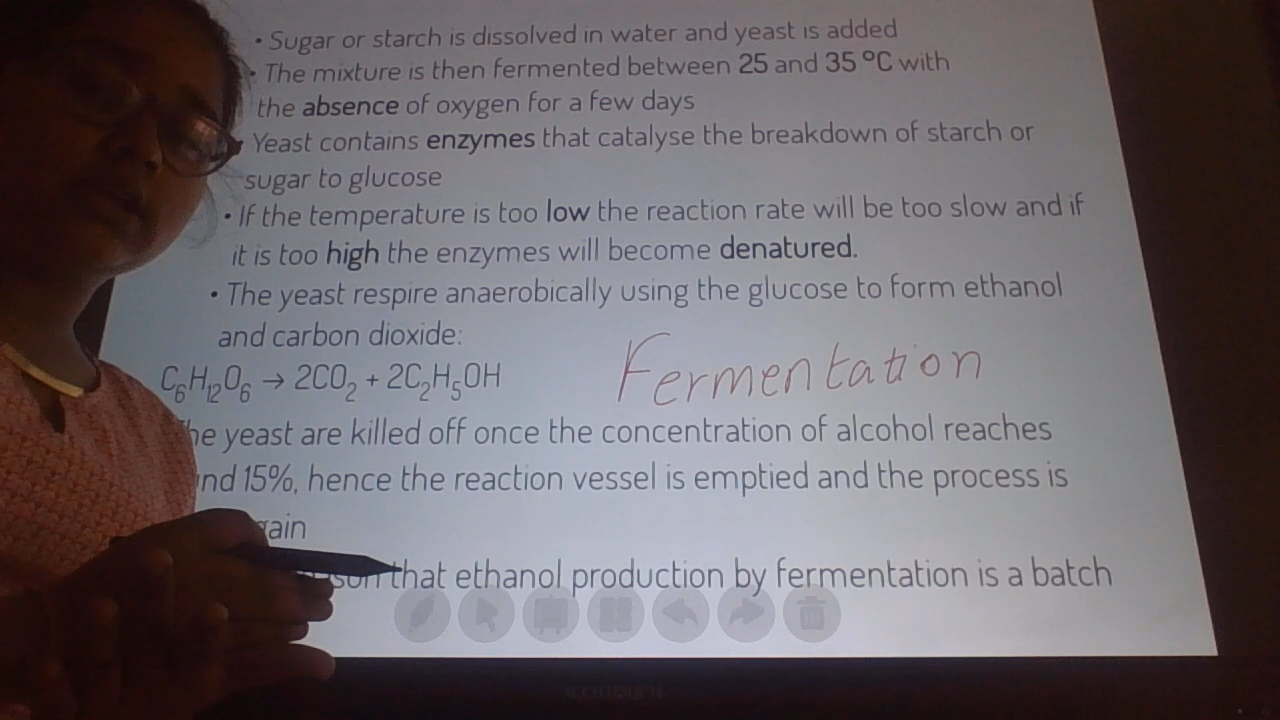 • Sugar or starch is dissolved in water and yeast is added
• The mixture is then fermented between 25 and 35 °C with
the absence of oxygen for a few days
Yeast contains enzymes that catalyse the breakdown of starch or
sugar to glucose
• If the temperature is too low the reaction rate will be too slow and if
it is too high the enzymes will become denatured.
• The yeast respire anaerobically using the glucose to form ethanol
and carbon dioxide:
C₆H₁₂O₆ → 2CO₂ + 2C₂H₅OH
Fermentation
he yeast are killed off once the concentration of alcohol reaches
nd 15%, hence the reaction vessel is emptied and the process is
that ethanol production by fermentation is a batch